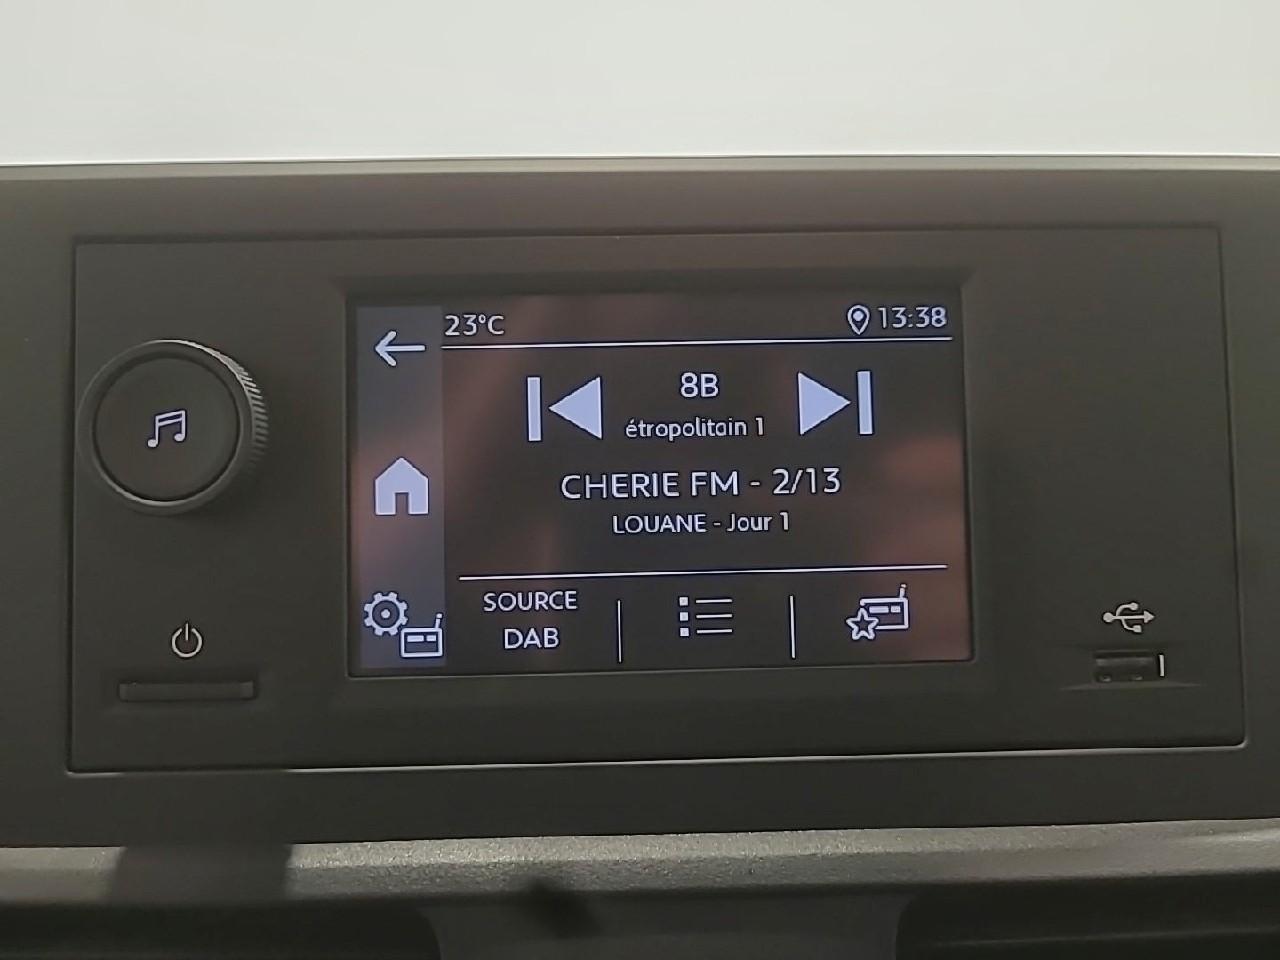 23°C
13:38
8B
étropolitain 1
CHERIE FM - 2/13
LOUANE - Jour 1
SOURCE
DAB